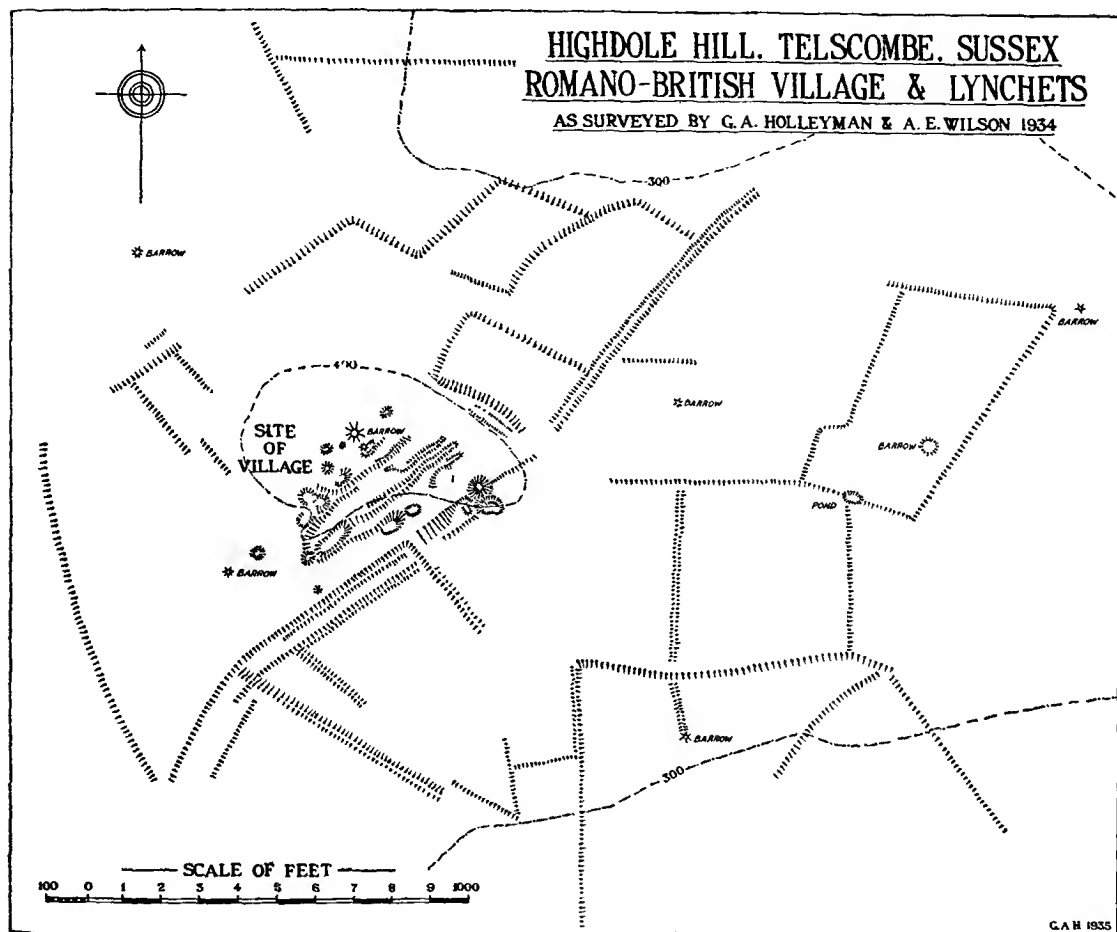 HIGHDOLE HILL. TELSCOMBE. SUSSEX
ROMANO-BRITISH VILLAGE & LYNCHETS
AS SURVEYED BY G.A. HOLLEYMAN & A.E. WILSON 1934
300
BARROW
BARROW
400
BARROW
BARROW
SITE
OF
VILLAGE
BARROW
POND
BARROW
BARROW
300
SCALE OF FEET
100 0 1 2 3 4 5 6 7 8 9 1000
G.A H 1935